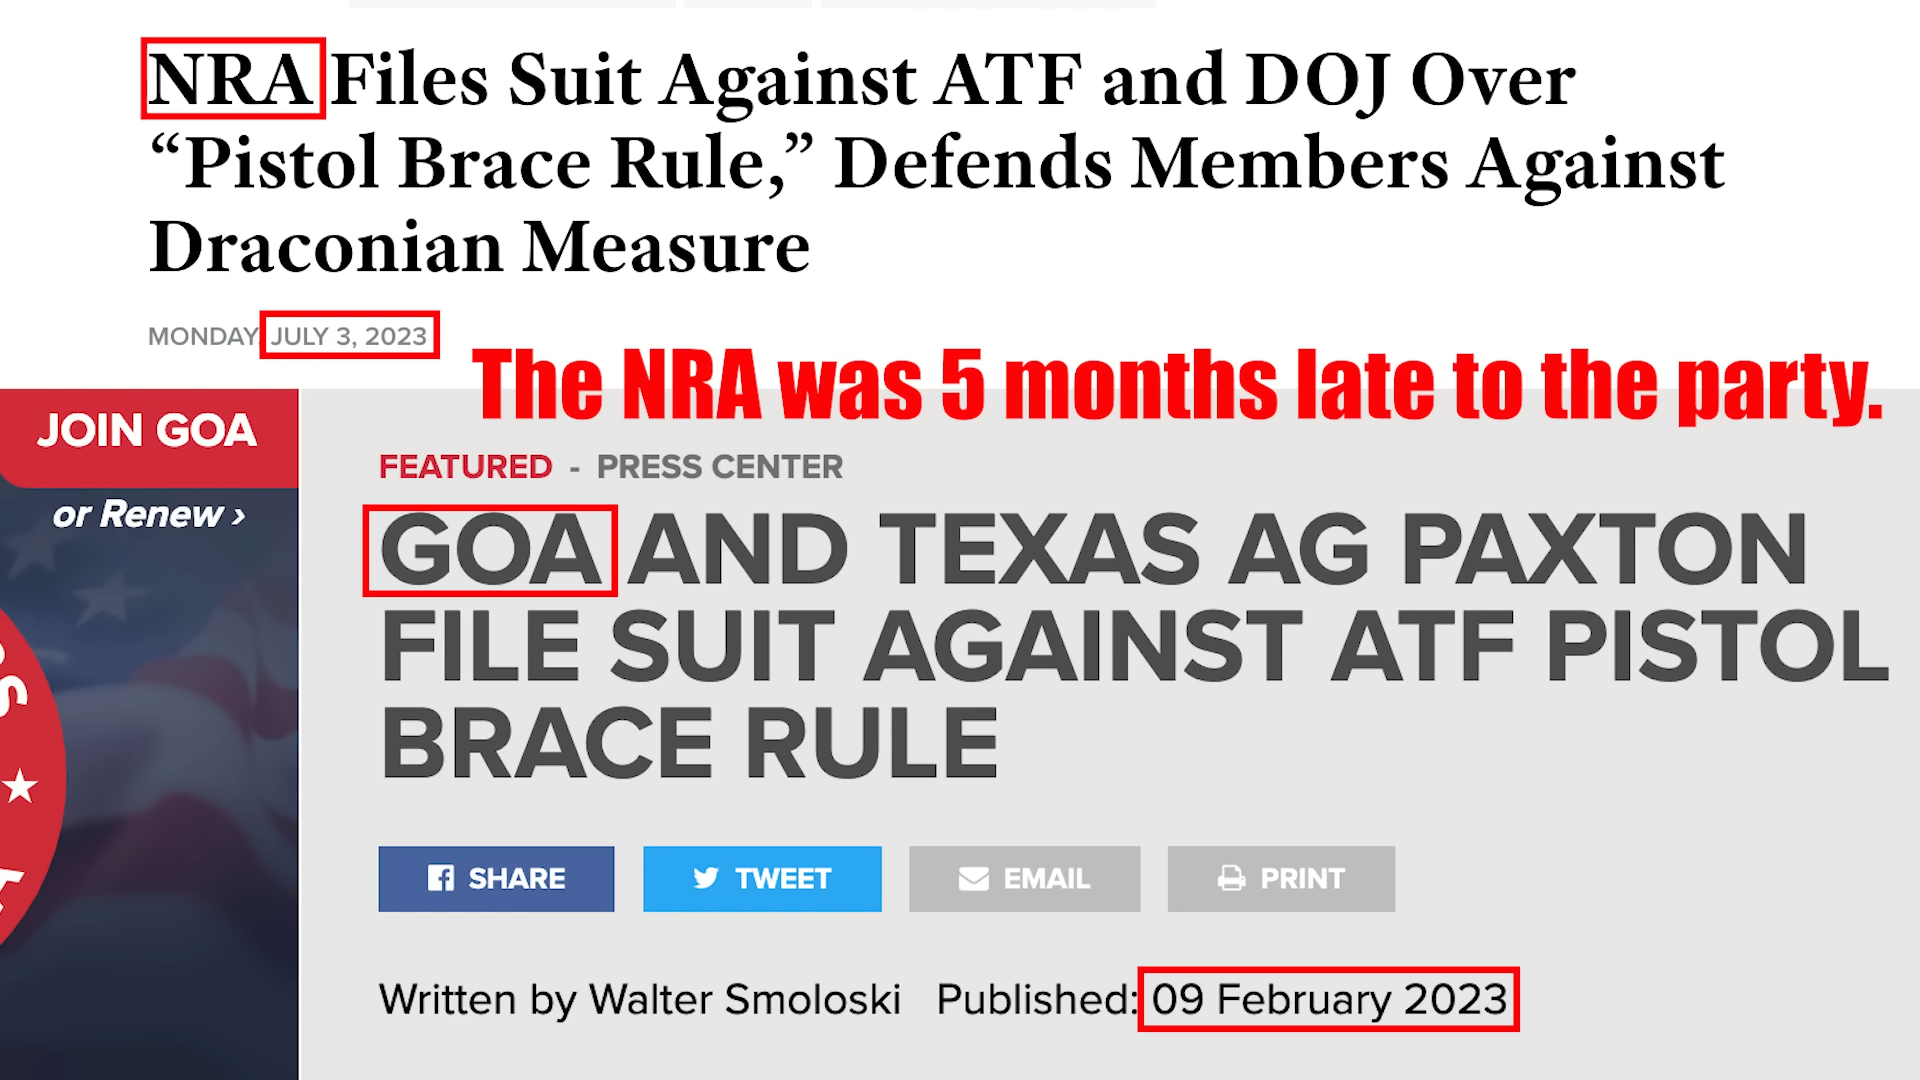 NRA Files Suit Against ATF and DOJ Over
“Pistol Brace Rule,” Defends Members Against
Draconian Measure
MONDAY, JULY 3, 2023
The NRA was 5 months late to the party.
JOIN GOA
or Renew ›
FEATURED - PRESS CENTER
GOA AND TEXAS AG PAXTON
FILE SUIT AGAINST ATF PISTOL
BRACE RULE
SHARE
TWEET
EMAIL
PRINT
Written by Walter Smoloski Published: 09 February 2023